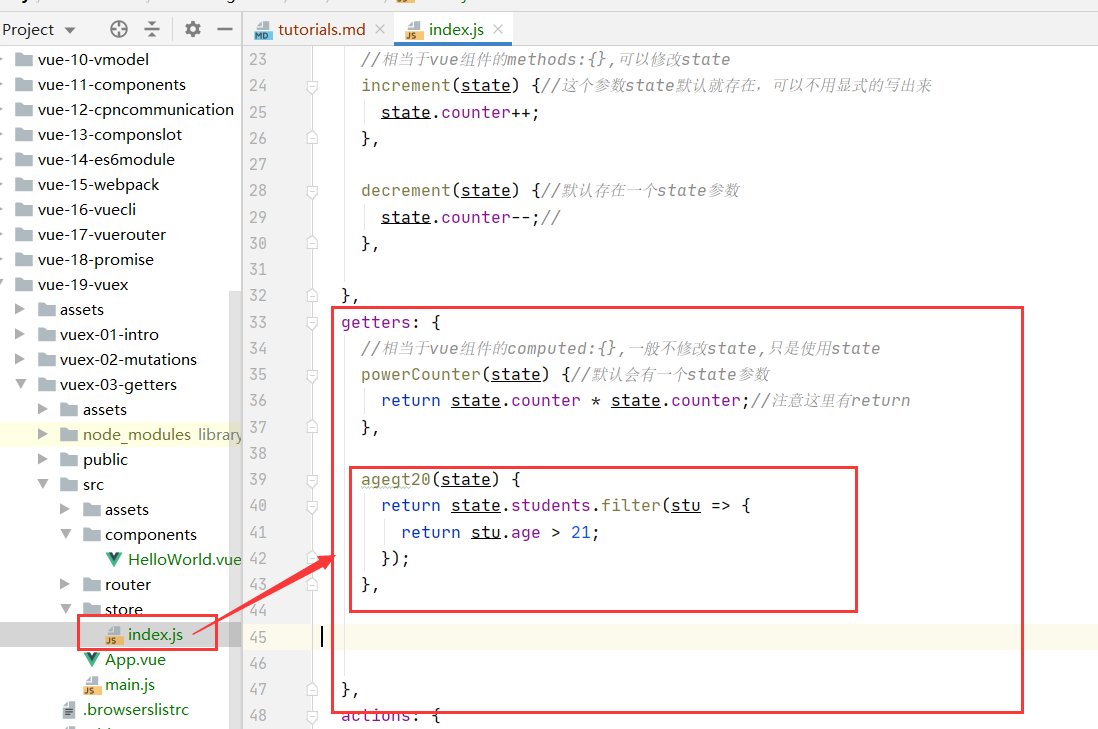 Project
tutorials.md
index.js
vue-10-vmodel
vue-11-components
vue-12-cpncommunication
vue-13-componslot
vue-14-es6module
vue-15-webpack
vue-16-vuecli
vue-17-vuerouter
vue-18-promise
vue-19-vuex
assets
vuex-01-intro
vuex-02-mutations
vuex-03-getters
assets
node_modules library
public
src
assets
components
HelloWorld.vue
router
store
index.js
App.vue
main.js
.browserslistrc
23 //相当于vue组件的methods:{},可以修改state
24 increment(state) {//这个参数state默认就存在，可以不用显式的写出来
25 state.counter++;
26 },
27
28 decrement(state) {//默认存在一个state参数
29 state.counter--;//
30 },
31
32 },
33 getters: {
34 //相当于vue组件的computed:{},一般不修改state,只是使用state
35 powerCounter(state) {//默认会有一个state参数
36 return state.counter * state.counter;//注意这里有return
37 },
38
39 agegt20(state) {
40 return state.students.filter(stu => {
41 return stu.age > 21;
42 });
43 },
44
45
46
47 },
48 actions: {